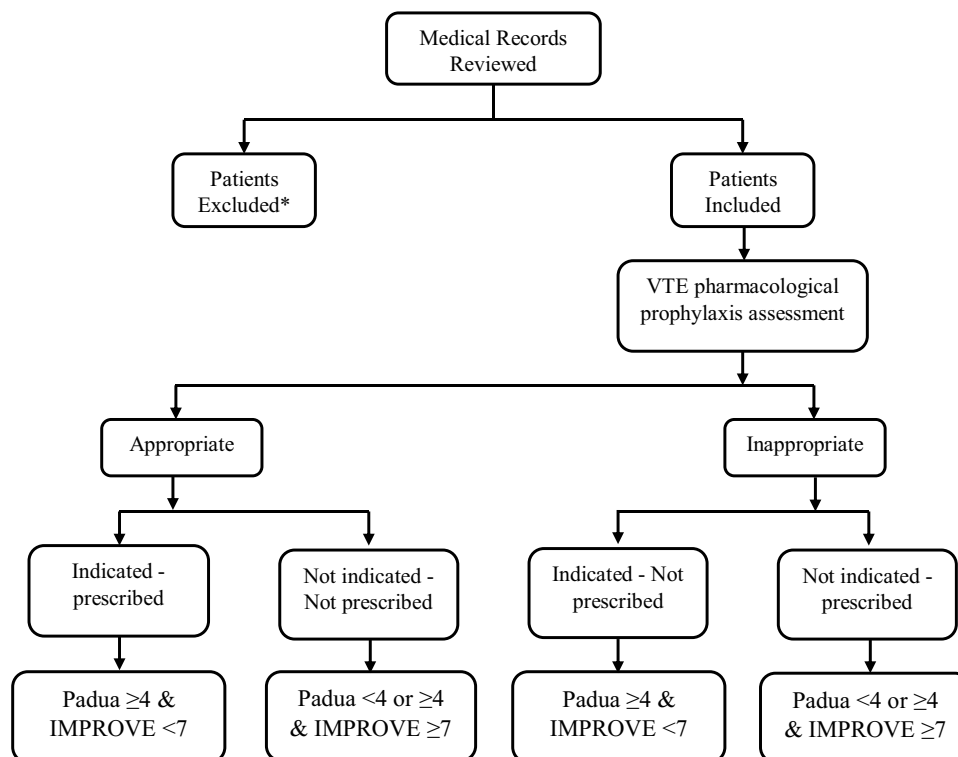 Medical Records
Reviewed
Patients
Excluded*
Patients
Included
VTE pharmacological
prophylaxis assessment
Appropriate
Inappropriate
Indicated -
prescribed
Not indicated -
Not prescribed
Indicated - Not
prescribed
Not indicated -
prescribed
Padua ≥4 &
IMPROVE <7
Padua <4 or ≥4
& IMPROVE ≥7
Padua ≥4 &
IMPROVE <7
Padua <4 or ≥4
& IMPROVE ≥7